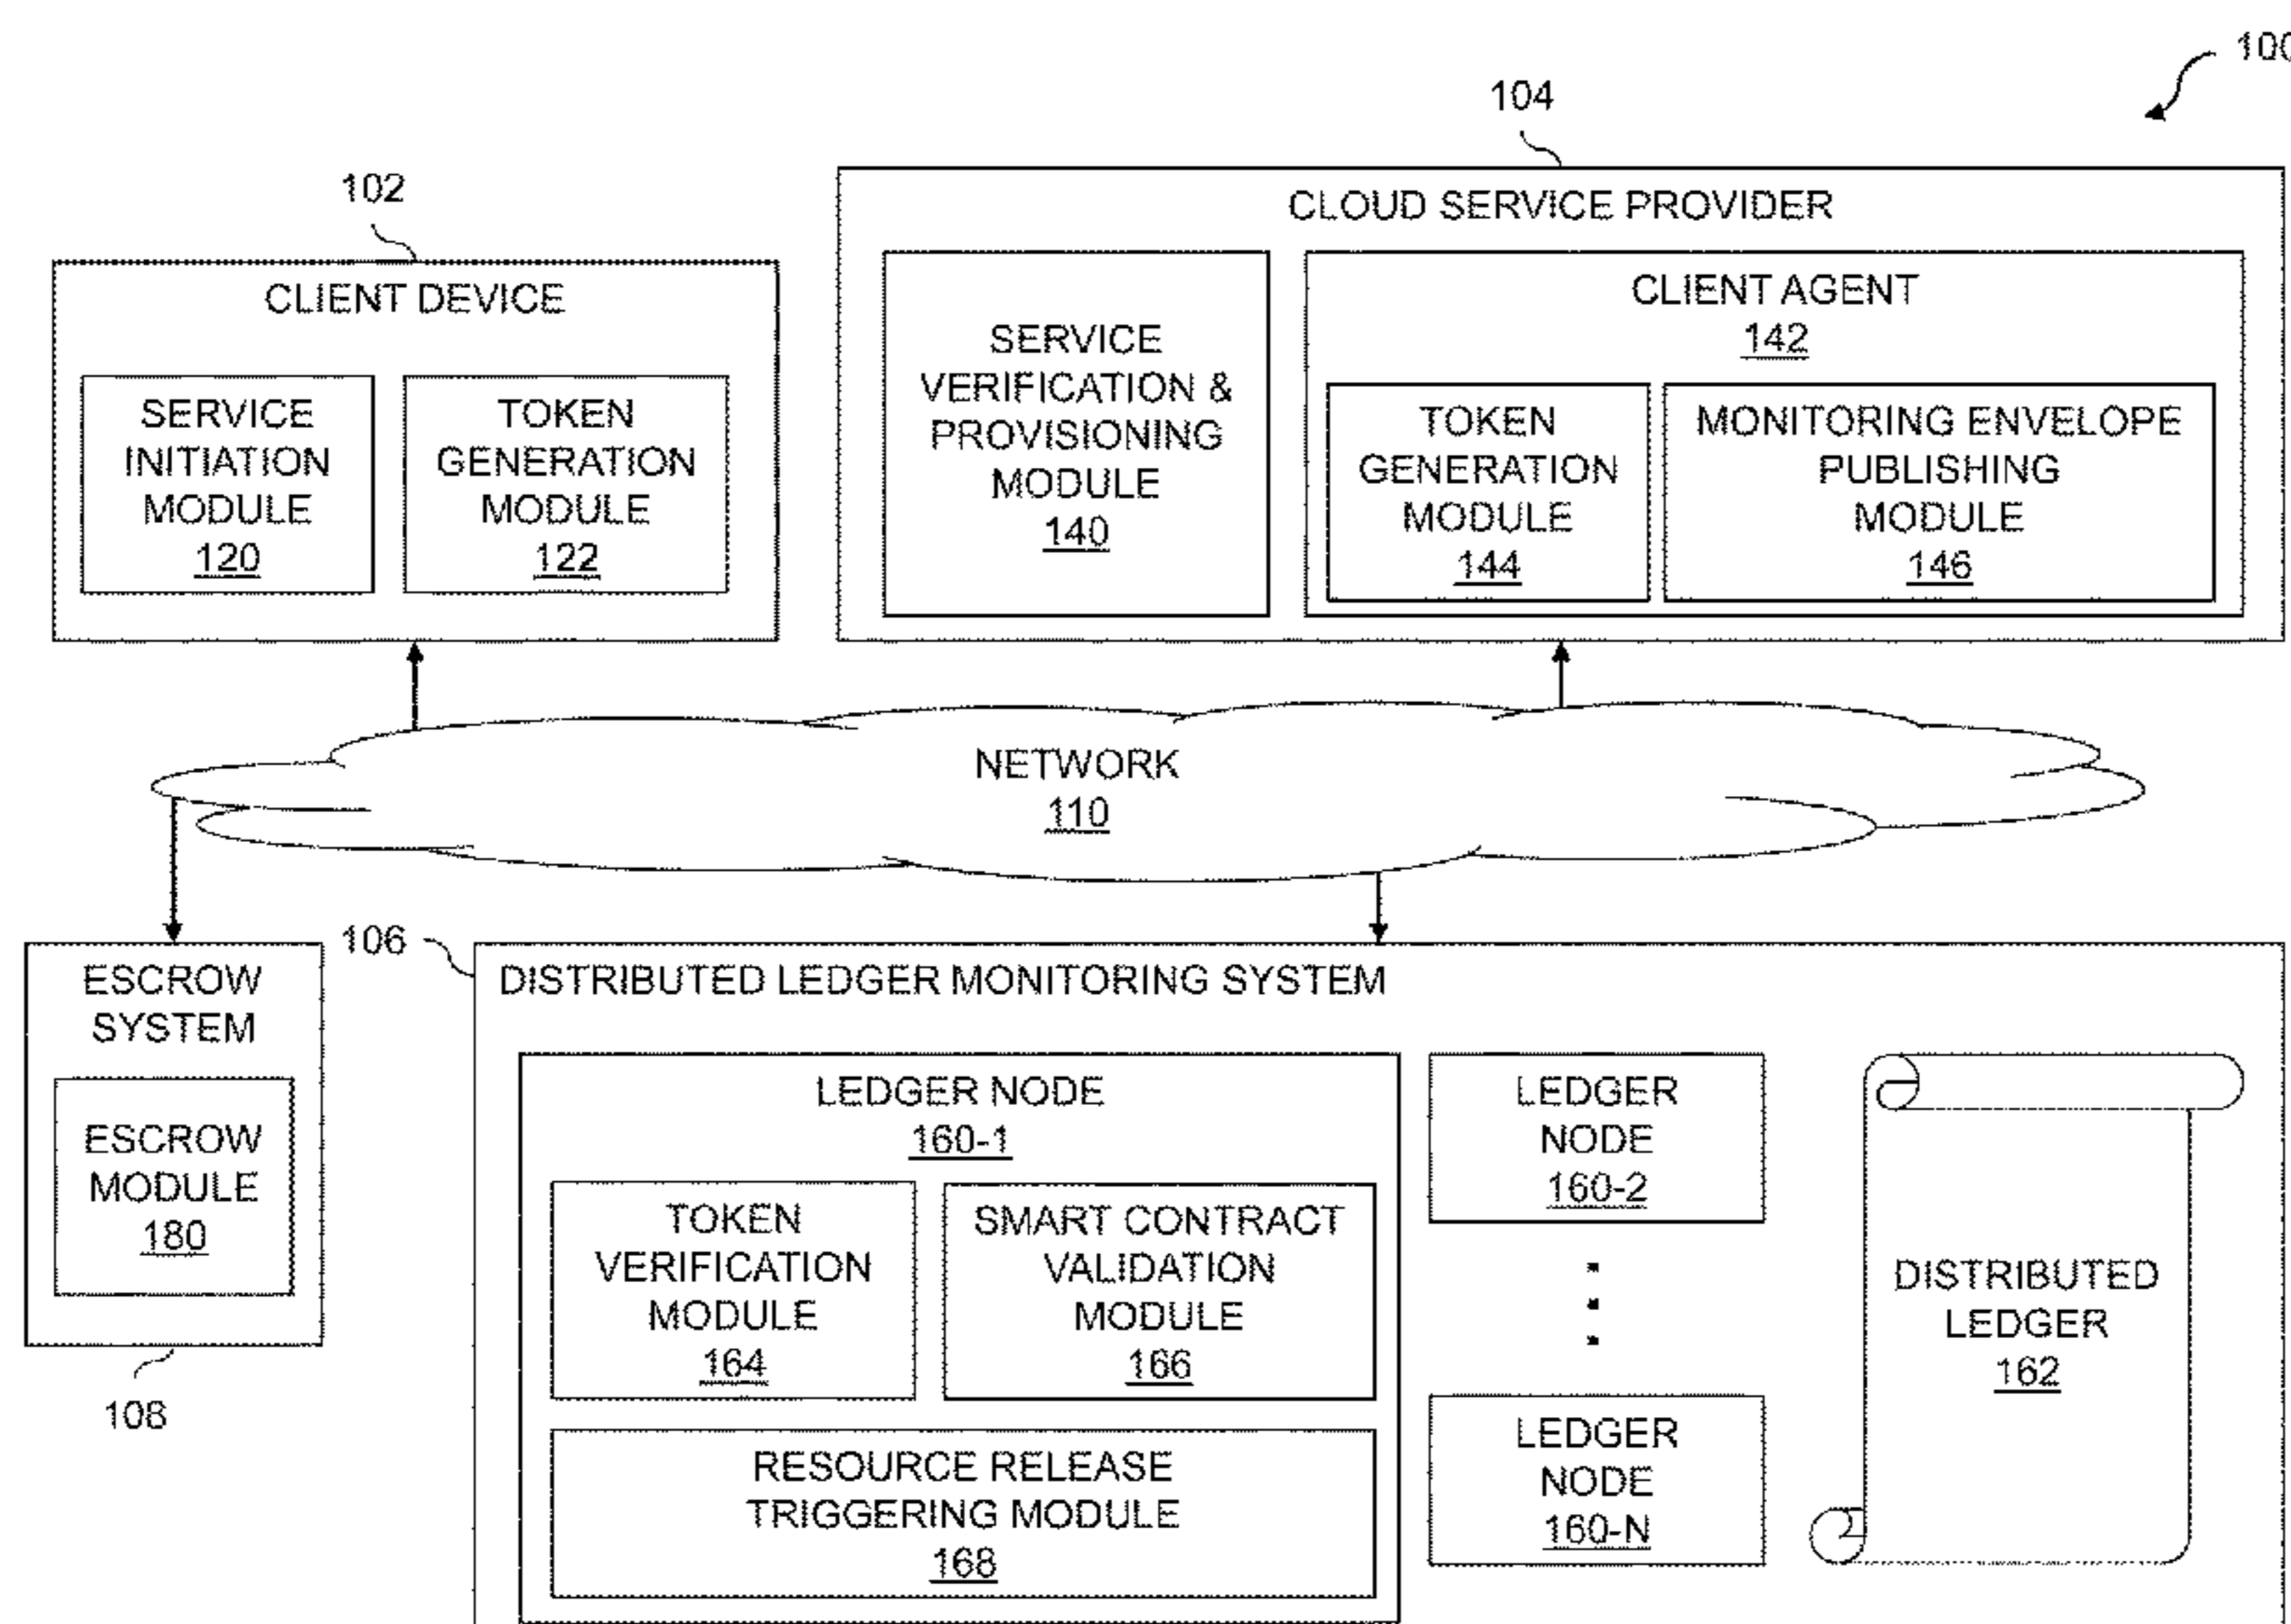 100
104
102
CLOUD SERVICE PROVIDER
CLIENT DEVICE
SERVICE
INITIATION
MODULE
120
TOKEN
GENERATION
MODULE
122
SERVICE
VERIFICATION &
PROVISIONING
MODULE
140
CLIENT AGENT
142
TOKEN
GENERATION
MODULE
144
MONITORING ENVELOPE
PUBLISHING
MODULE
146
NETWORK
110
106
ESCROW
SYSTEM
ESCROW
MODULE
180
108
DISTRIBUTED LEDGER MONITORING SYSTEM
LEDGER NODE
160-1
TOKEN
VERIFICATION
MODULE
164
SMART CONTRACT
VALIDATION
MODULE
166
RESOURCE RELEASE
TRIGGERING MODULE
168
LEDGER
NODE
160-2
LEDGER
NODE
160-N
DISTRIBUTED
LEDGER
162